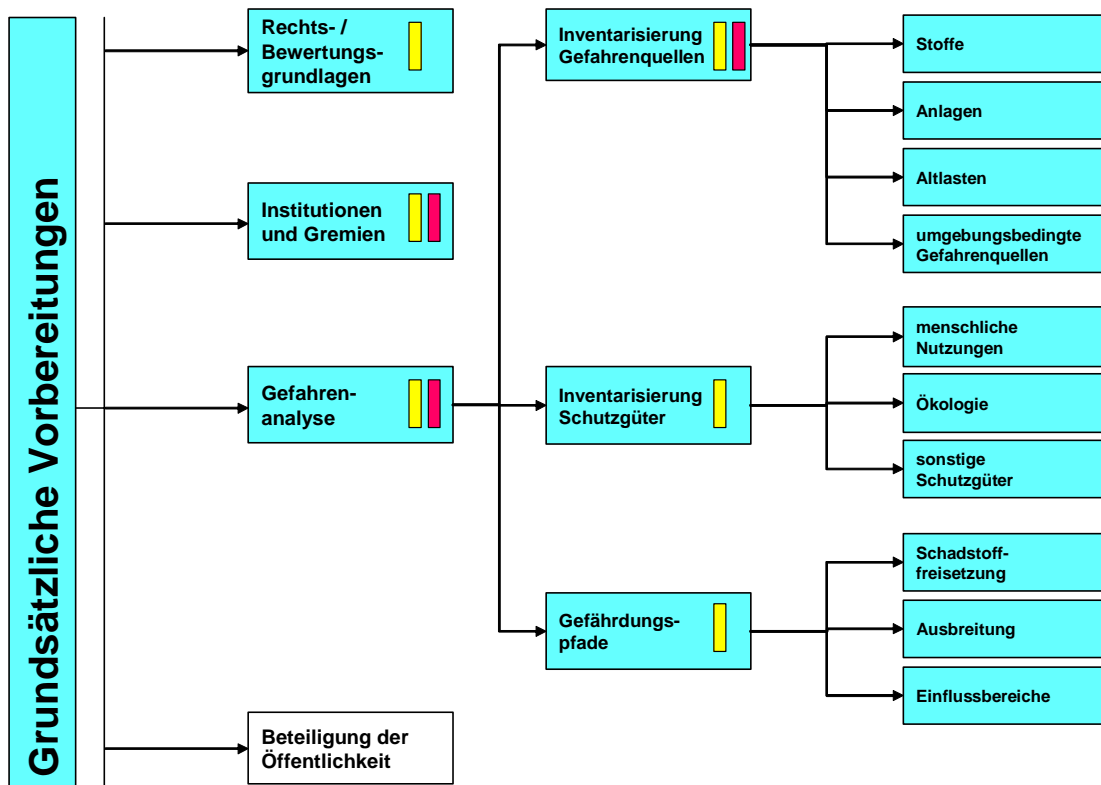 Grundsätzliche Vorbereitungen
Rechts- /
Bewertungs-
grundlagen
Institutionen
und Gremien
Gefahren-
analyse
Beteiligung der
Öffentlichkeit
Inventarisierung
Gefahrenquellen
Inventarisierung
Schutzgüter
Gefährdungs-
pfade
Stoffe
Anlagen
Altlasten
umgebungsbedingte
Gefahrenquellen
menschliche
Nutzungen
Ökologie
sonstige
Schutzgüter
Schadstoff-
freisetzung
Ausbreitung
Einflussbereiche